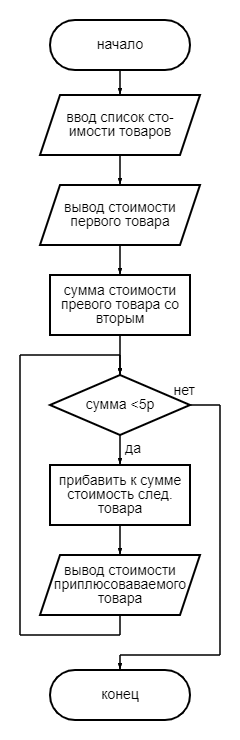 начало
ввод список сто-
имости товаров
вывод стоимости
первого товара
сумма стоимости
превого товара со
вторым
сумма <5р
нет
да
прибавить к сумме
стоимость след.
товара
вывод стоимости
приплюсоваваемого
товара
конец